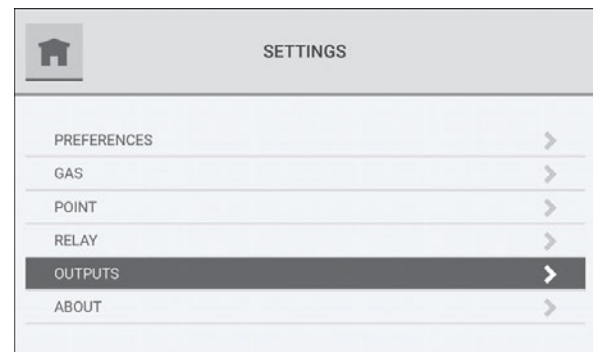 SETTINGS
PREFERENCES
GAS
POINT
RELAY
OUTPUTS
ABOUT